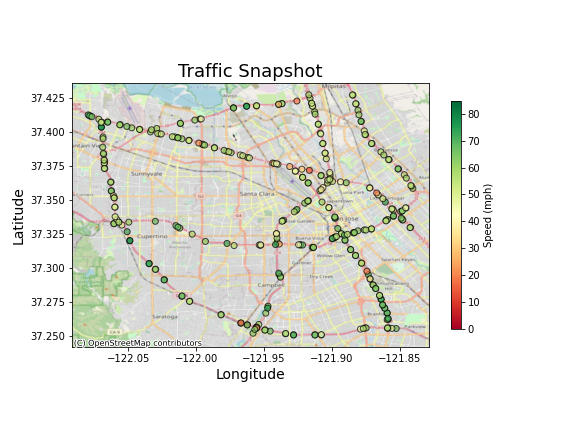 Traffic Snapshot
Milpitas
37.425
37.400
37.375
37.350
37.325
37.300
37.275
37.250
Latitude
Sunnyvale
Santa Clara
Cupertino
Campbell
Saratoga
(C) OpenStreetMap contributors
−122.05
−122.00
−121.95
−121.90
−121.85
Longitude
80
70
60
50
40
30
20
10
0
Speed (mph)